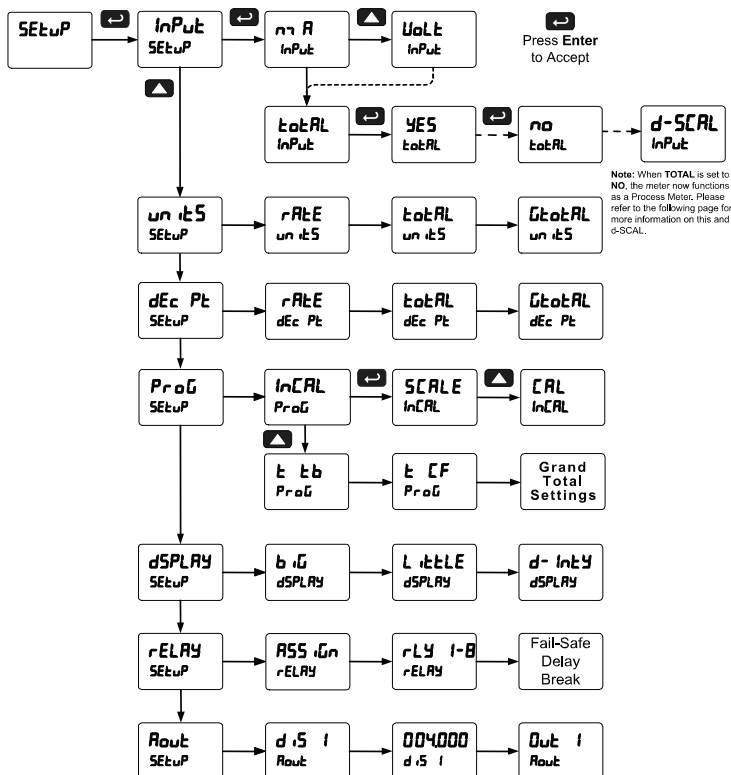 SEtuP
InPut
SEtuP
mA
InPut
VoLt
InPut
Press Enter
to Accept
totAL
InPut
YES
totAL
no
totAL
d-SCAL
InPut
Note: When TOTAL is set to
NO, the meter now functions
as a Process Meter. Please
refer to the following page for
more information on this and
d-SCAL.
unitS
SEtuP
rAtE
unitS
totAL
unitS
GtotAL
unitS
dEc Pt
SEtuP
rAtE
dEc Pt
totAL
dEc Pt
GtotAL
dEc Pt
ProG
SEtuP
InCAL
ProG
SCALE
InCAL
CAL
InCAL
t tb
ProG
t CF
ProG
Grand
Total
Settings
dSPLAY
SEtuP
biG
dSPLAY
LittLE
dSPLAY
d-IntY
dSPLAY
rELAY
SEtuP
ASSiGn
rELAY
rLY 1-8
rELAY
Fail-Safe
Delay
Break
Aout
SEtuP
diS 1
Aout
004.000
diS 1
Out 1
Aout